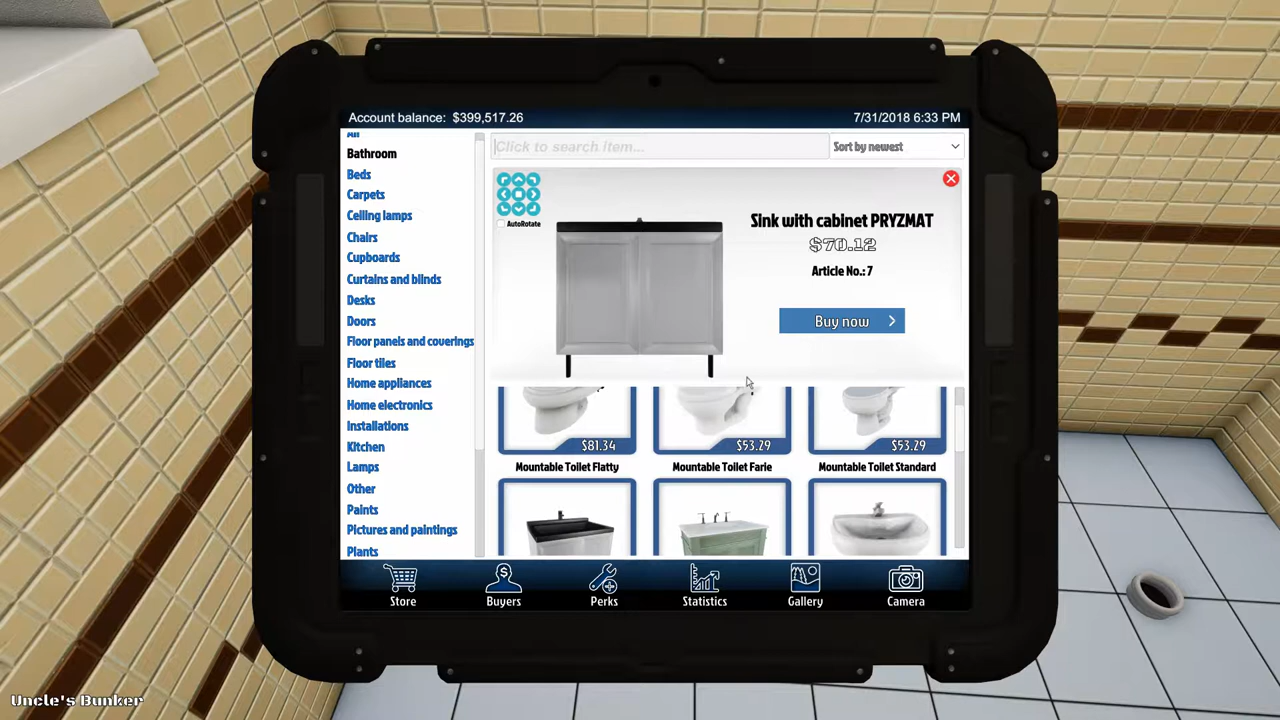 Account balance: $399,517.26
7/31/2018 6:33 PM
All
Bathroom
Beds
Carpets
Ceiling lamps
Chairs
Cupboards
Curtains and blinds
Desks
Doors
Floor panels and coverings
Floor tiles
Home appliances
Home electronics
Installations
Kitchen
Lamps
Other
Paints
Pictures and paintings
Plants
Click to search item...
Sort by newest
AutoRotate
Sink with cabinet PRYZMAT
$70.12
Article No.: 7
Buy now
$81.34
$53.29
$53.29
Mountable Toilet Flatty
Mountable Toilet Farie
Mountable Toilet Standard
Store
Buyers
Perks
Statistics
Gallery
Camera
Uncle's Bunker